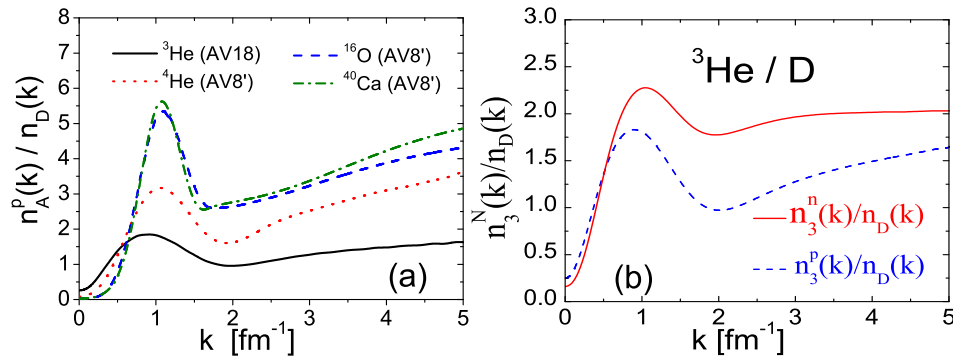 8
7
6
5
4
3
2
1
0
n_A^p(k) / n_D(k)
³He (AV18)
⁴He (AV8')
¹⁶O (AV8')
⁴⁰Ca (AV8')
(a)
0 1 2 3 4 5
k [fm⁻¹]
3.0
2.5
2.0
1.5
1.0
0.5
0.0
n_3^N(k)/n_D(k)
³He / D
n_3^n(k)/n_D(k)
n_3^p(k)/n_D(k)
(b)
0 1 2 3 4 5
k [fm⁻¹]